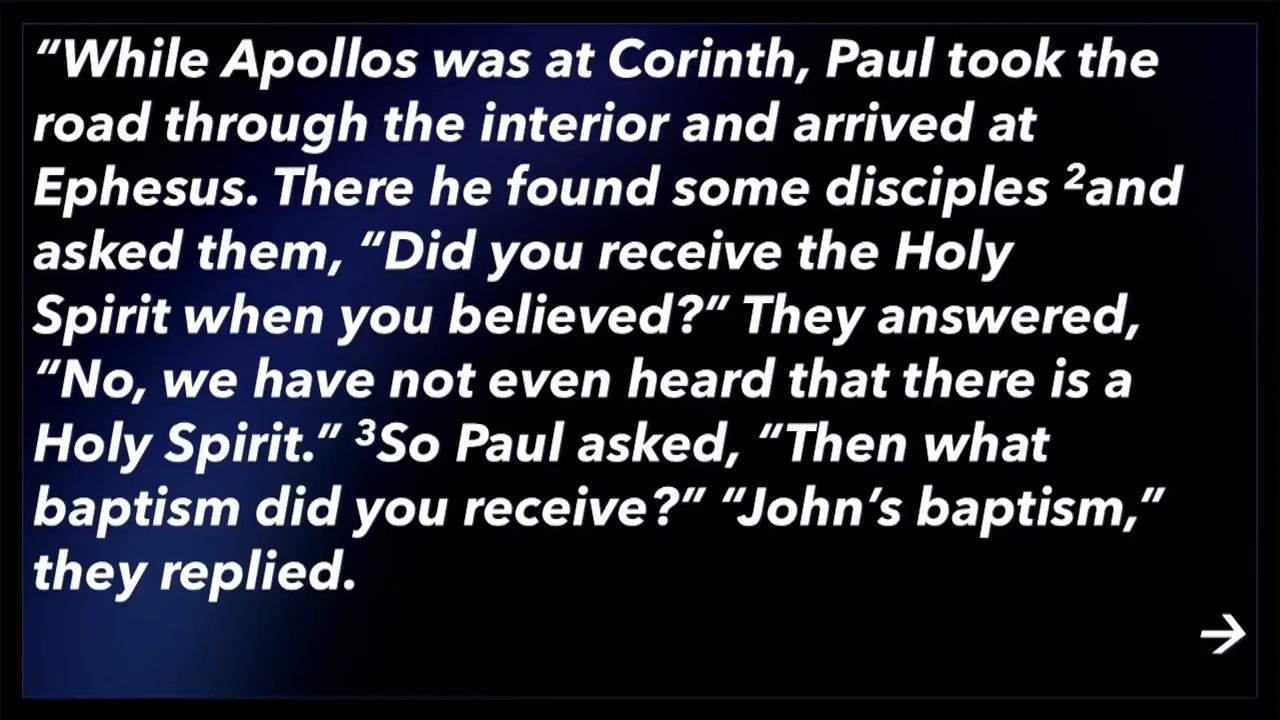 “While Apollos was at Corinth, Paul took the
road through the interior and arrived at
Ephesus. There he found some disciples ²and
asked them, “Did you receive the Holy
Spirit when you believed?” They answered,
“No, we have not even heard that there is a
Holy Spirit.” ³So Paul asked, “Then what
baptism did you receive?” “John’s baptism,”
they replied.
→